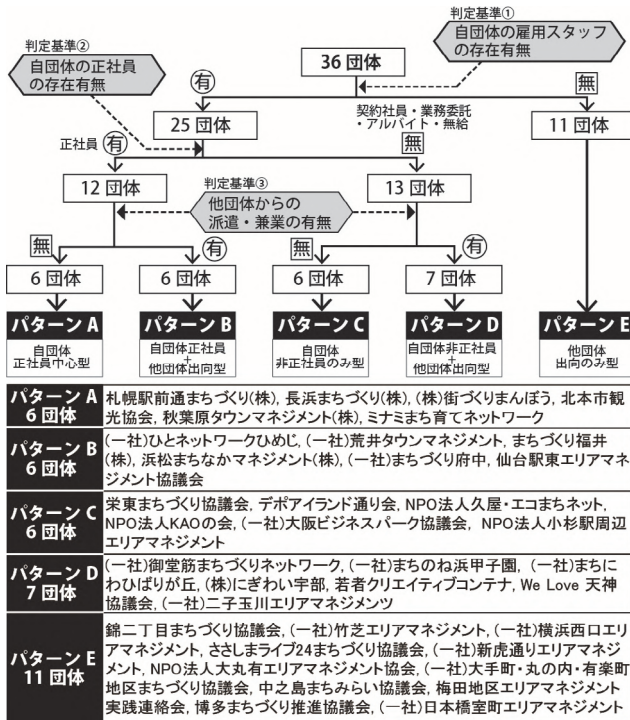 判定基準①
自団体の雇用スタッフ
の存在有無
判定基準②
自団体の正社員
の存在有無
36 団体
有
無
25 団体
契約社員・業務委託
・アルバイト・無給
11 団体
正社員
有
無
12 団体
判定基準③
他団体からの
派遣・兼業の有無
13 団体
無
有
無
有
6 団体
6 団体
6 団体
7 団体
パターン A
自団体
正社員中心型
パターン B
自団体正社員
+
他団体出向型
パターン C
自団体
非正社員のみ型
パターン D
自団体非正社員
+
他団体出向型
パターン E
他団体
出向のみ型
パターン A
6 団体
札幌駅前通まちづくり(株), 長浜まちづくり(株), (株)街づくりまんぼう, 北本市観
光協会, 秋葉原タウンマネジメント(株), ミナミまち育てネットワーク
パターン B
6 団体
(一社)ひとネットワークひめじ, (一社)荒井タウンマネジメント, まちづくり福井
(株), 浜松まちなかマネジメント(株), (一社)まちづくり府中, 仙台駅東エリアマネ
ジメント協議会
パターン C
6 団体
栄東まちづくり協議会, デポアイランド通り会, NPO法人久屋・エコまちネット,
NPO法人KAOの会, (一社)大阪ビジネスパーク協議会, NPO法人小杉駅周辺
エリアマネジメント
パターン D
7 団体
(一社)御堂筋まちづくりネットワーク, (一社)まちのね浜甲子園, (一社)まちに
わひばりが丘, (株)にぎわい宇部, 若者クリエイティブコンテナ, We Love 天神
協議会, (一社)二子玉川エリアマネジメンツ
パターン E
11 団体
錦二丁目まちづくり協議会, (一社)竹芝エリアマネジメント, (一社)横浜西口エリ
アマネジメント, ささしまライブ24まちづくり協議会, (一社)新虎通りエリアマネジ
メント, NPO法人大丸有エリアマネジメント協会, (一社)大手町・丸の内・有楽町
地区まちづくり協議会, 中之島まちみらい協議会, 梅田地区エリアマネジメント
実践連絡会, 博多まちづくり推進協議会, (一社)日本橋室町エリアマネジメント